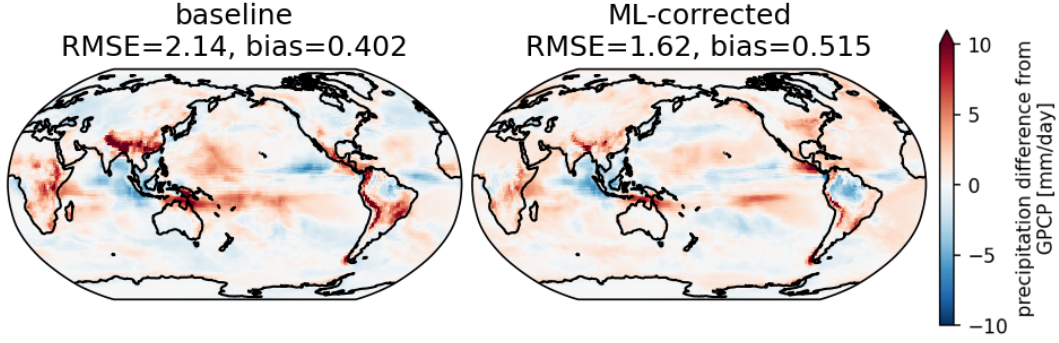 baseline
RMSE=2.14, bias=0.402
ML-corrected
RMSE=1.62, bias=0.515
10
5
0
−5
−10
precipitation difference from
GPCP [mm/day]